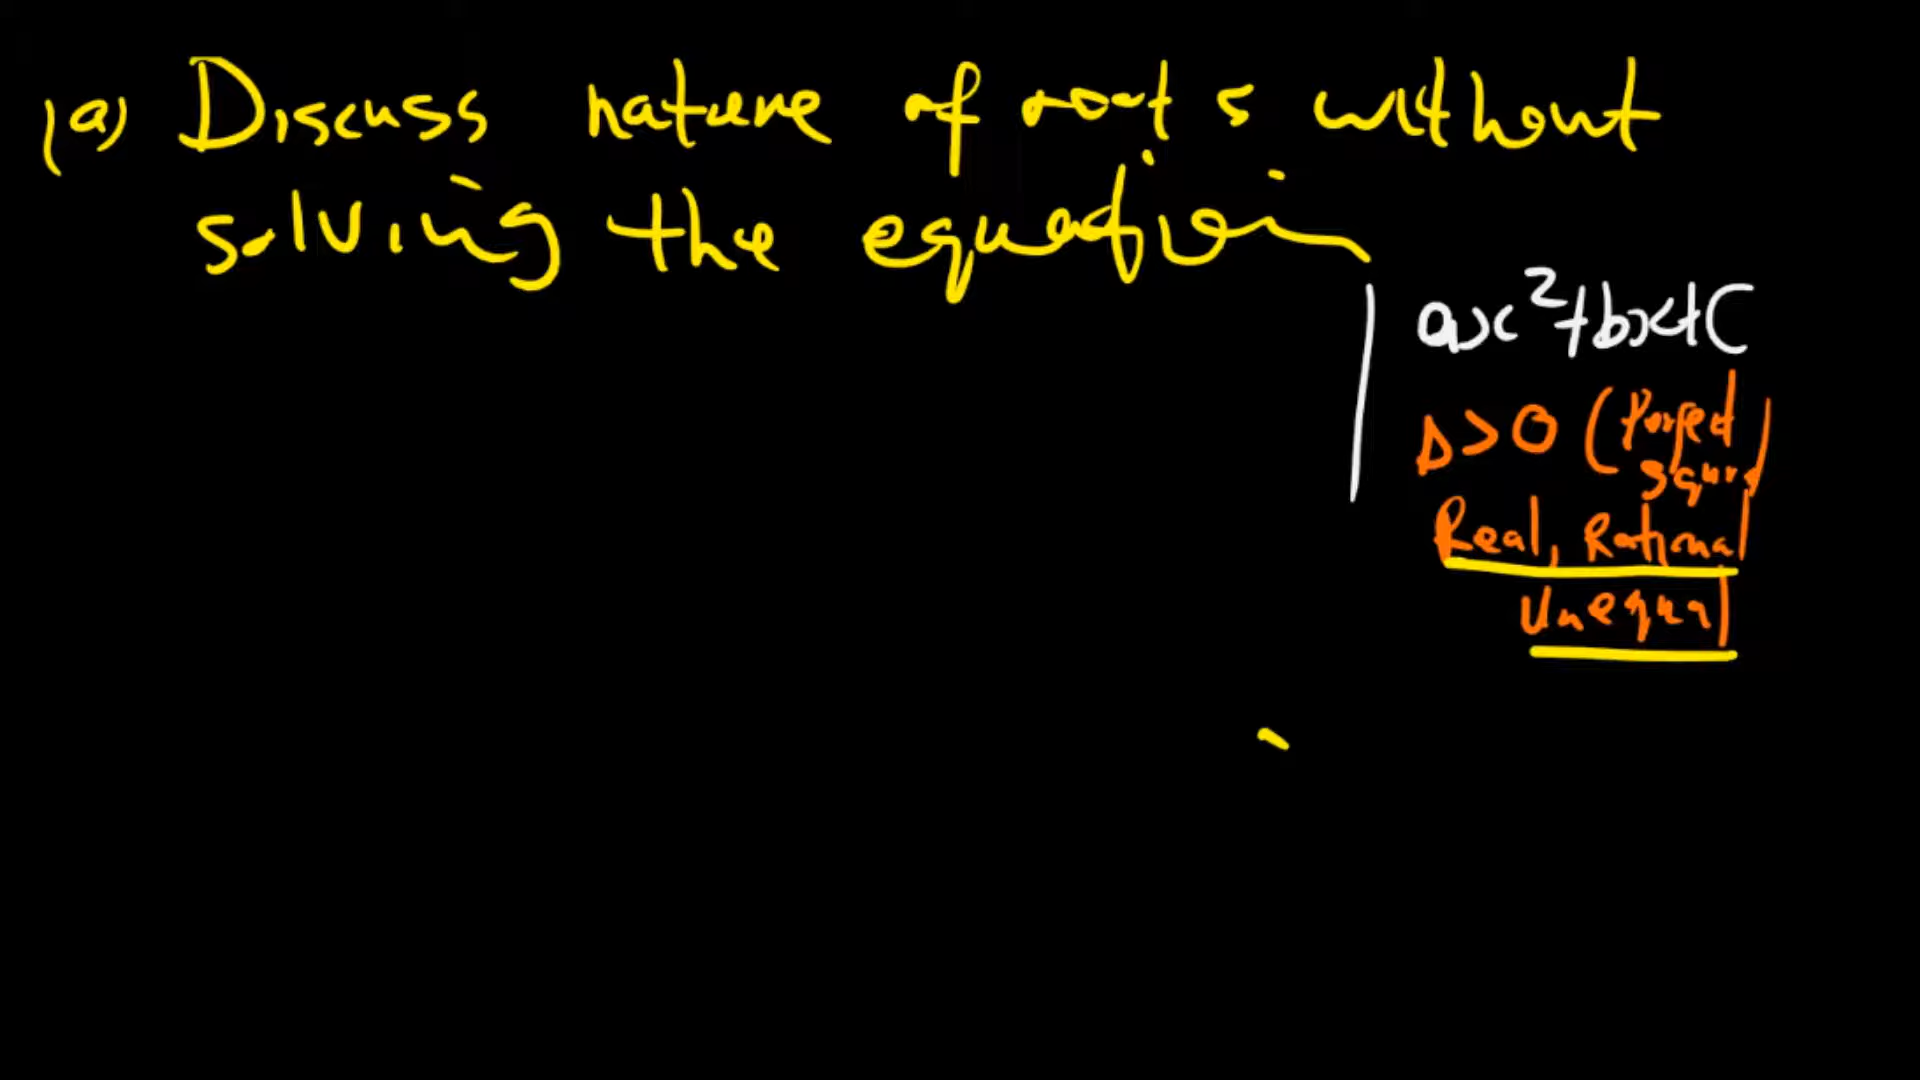 (a) Discuss nature of roots without
solving the equation
ax²+bx+c
Δ>0 (Perfect
square)
Real, Rational
Unequal